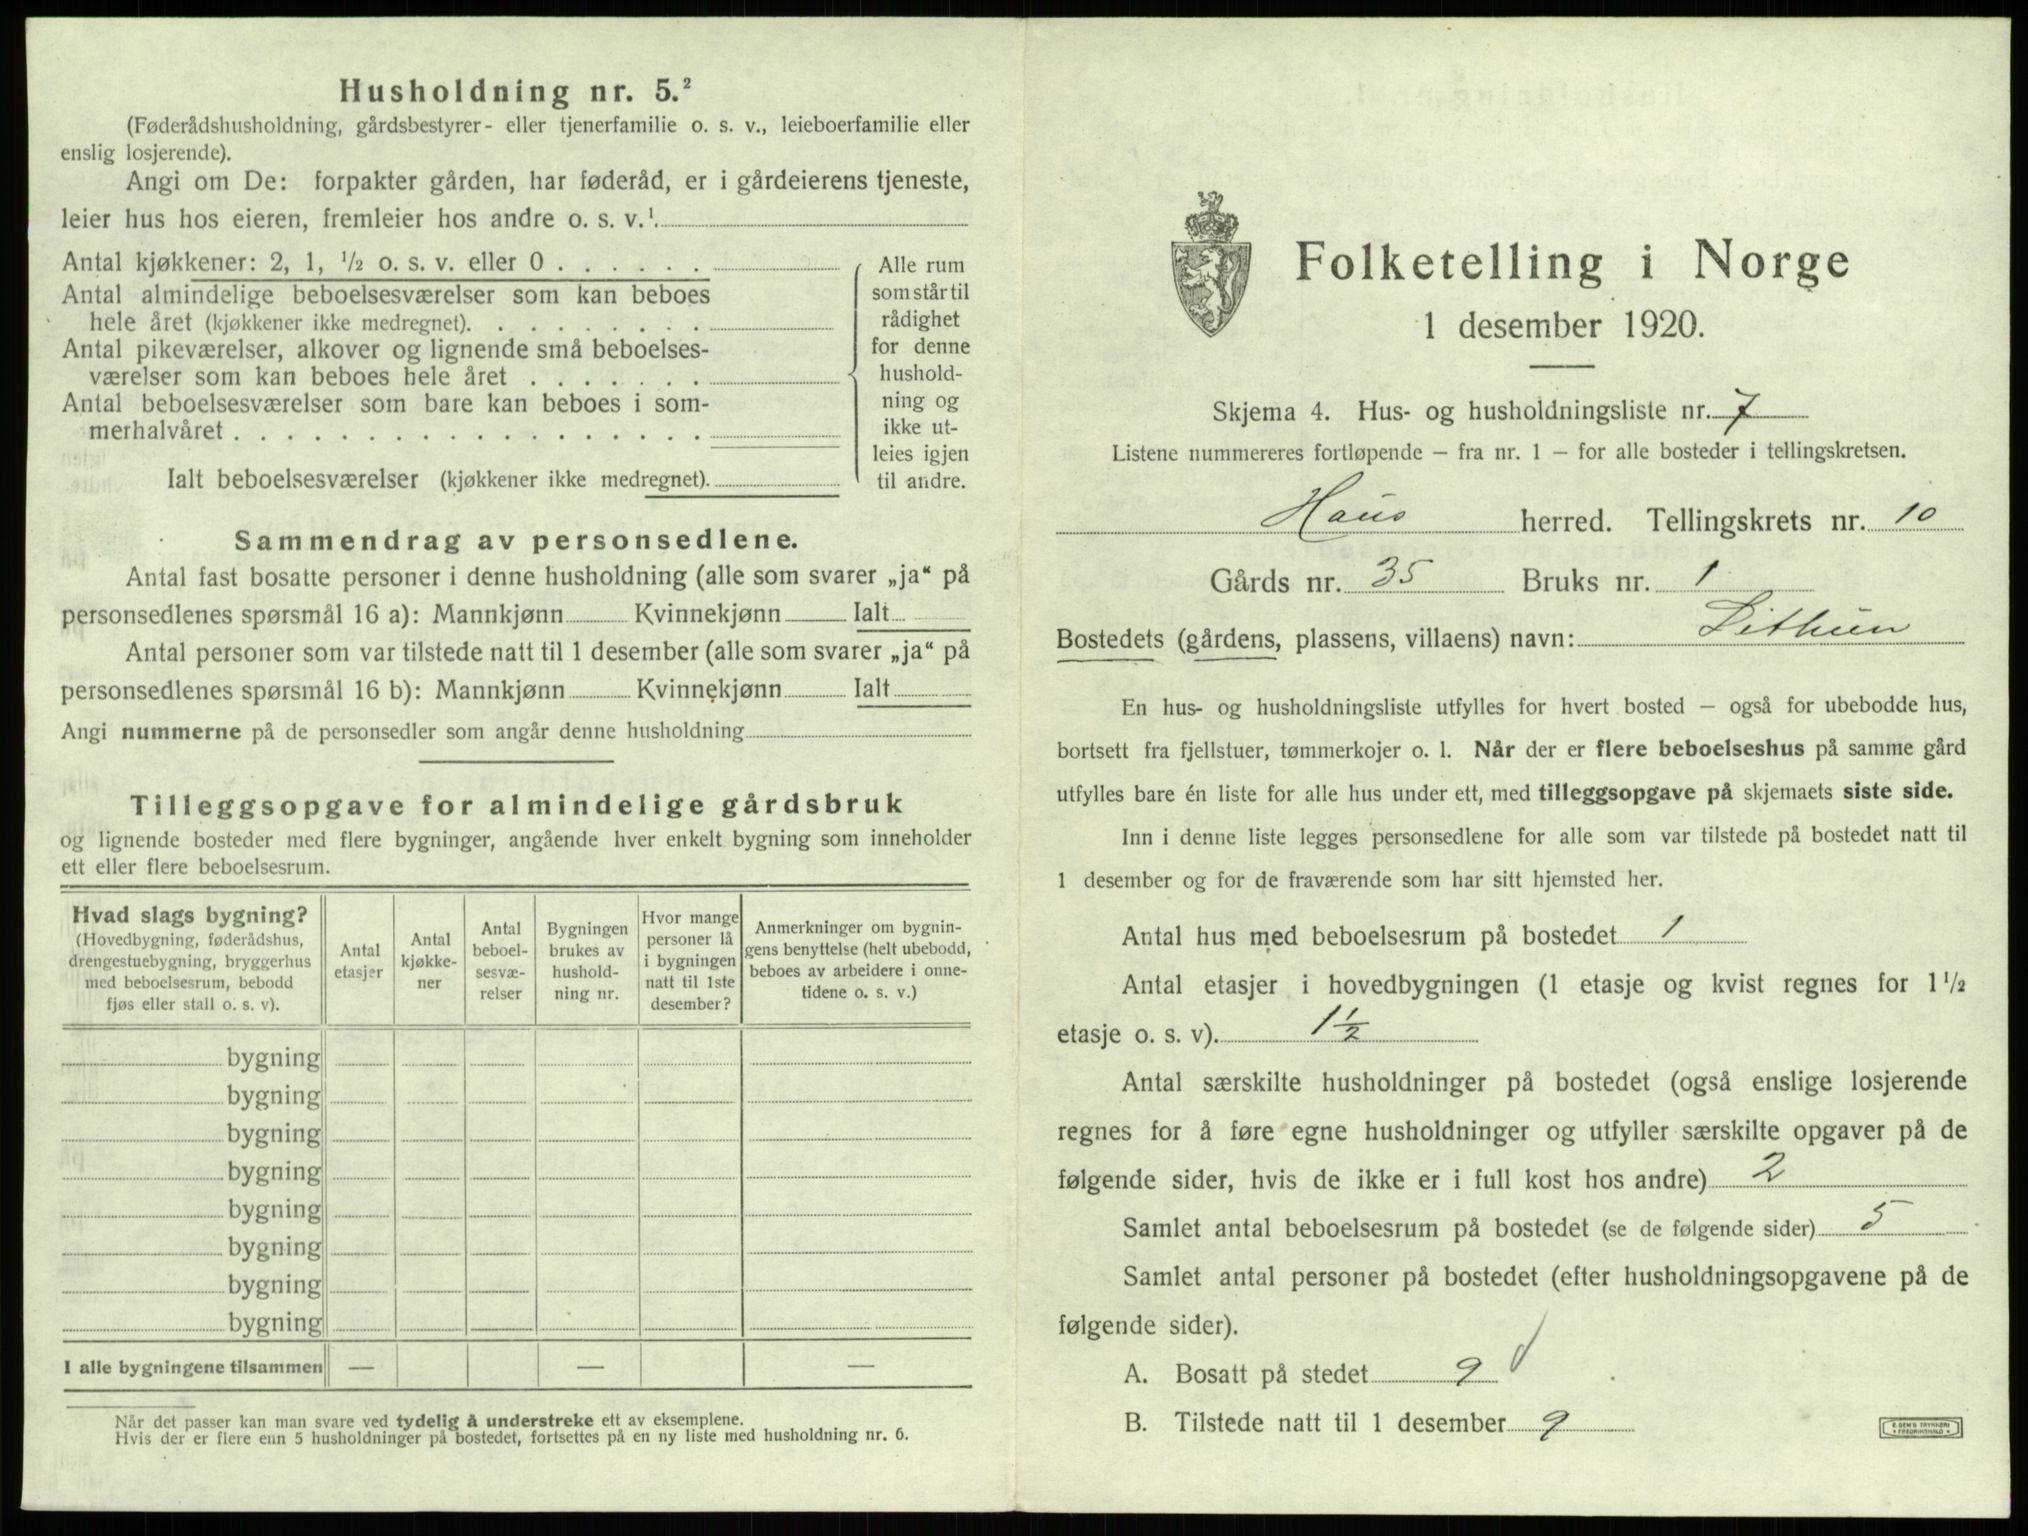 Husholdning nr. 5.²
(Føderådshusholdning, gårdsbestyrer- eller tjenerfamilie o. s. v., leieboerfamilie eller
enslig losjerende).
Angi om De: forpakter gården, har føderåd, er i gårdeierens tjeneste,
leier hus hos eieren, fremleier hos andre o. s. v.¹
Antal kjøkkener: 2, 1, ½ o. s. v. eller 0 . . . . . .
Antal almindelige beboelsesværelser som kan beboes
hele året (kjøkkener ikke medregnet). . . . . . . . .
Antal pikeværelser, alkover og lignende små beboelses-
værelser som kan beboes hele året . . . . . . .
Antal beboelsesværelser som bare kan beboes i som-
merhalvåret . . . . . . . . . . . . . . . . . .
Ialt beboelsesværelser (kjøkkener ikke medregnet).
Alle rum
som står til
rådighet
for denne
hushold-
ning og
ikke ut-
leies igjen
til andre.
Sammendrag av personsedlene.
Antal fast bosatte personer i denne husholdning (alle som svarer „ja“ på
personsedlenes spørsmål 16 a): Mannkjønn Kvinnekjønn Ialt
Antal personer som var tilstede natt til 1 desember (alle som svarer „ja“ på
personsedlenes spørsmål 16 b): Mannkjønn Kvinnekjønn Ialt
Angi nummerne på de personsedler som angår denne husholdning
Tilleggsopgave for almindelige gårdsbruk
og lignende bosteder med flere bygninger, angående hver enkelt bygning som inneholder
ett eller flere beboelsesrum.
Hvad slags bygning?
(Hovedbygning, føderådshus,
drengestuebygning, bryggerhus
med beboelsesrum, bebodd
fjøs eller stall o. s. v).
Antal
etasjer
Antal
kjøkke-
ner
Antal
beboel-
sesvæ-
relser
Bygningen
brukes av
hushold-
ning nr.
Hvor mange
personer lå
i bygningen
natt til 1ste
desember?
Anmerkninger om bygnin-
gens benyttelse (helt ubebodd,
beboes av arbeidere i onne-
tidene o. s. v.)
bygning
bygning
bygning
bygning
bygning
bygning
bygning
bygning
I alle bygningene tilsammen — — —
Når det passer kan man svare ved tydelig å understreke ett av eksemplene.
Hvis der er flere enn 5 husholdninger på bostedet, fortsettes på en ny liste med husholdning nr. 6.
Folketelling i Norge
1 desember 1920.
Skjema 4. Hus- og husholdningsliste nr. 7
Listene nummereres fortløpende – fra nr. 1 – for alle bosteder i tellingskretsen.
Haus herred. Tellingskrets nr. 10
Gårds nr. 35 Bruks nr. 1
Bostedets (gårdens, plassens, villaens) navn: Lithun
En hus- og husholdningsliste utfylles for hvert bosted – også for ubebodde hus,
bortsett fra fjellstuer, tømmerkojer o. l. Når der er flere beboelseshus på samme gård
utfylles bare én liste for alle hus under ett, med tilleggsopgave på skjemaets siste side.
Inn i denne liste legges personsedlene for alle som var tilstede på bostedet natt til
1 desember og for de fraværende som har sitt hjemsted her.
Antal hus med beboelsesrum på bostedet 1
Antal etasjer i hovedbygningen (1 etasje og kvist regnes for 1 ½
etasje o. s. v). 1 ½
Antal særskilte husholdninger på bostedet (også enslige losjerende
regnes for å føre egne husholdninger og utfyller særskilte opgaver på de
følgende sider, hvis de ikke er i full kost hos andre) 2
Samlet antal beboelsesrum på bostedet (se de følgende sider) 5
Samlet antal personer på bostedet (efter husholdningsopgavene på de
følgende sider).
A. Bosatt på stedet 9
B. Tilstede natt til 1 desember 9
E. SEM'S TRYKKERI
FREDRIKSHALD